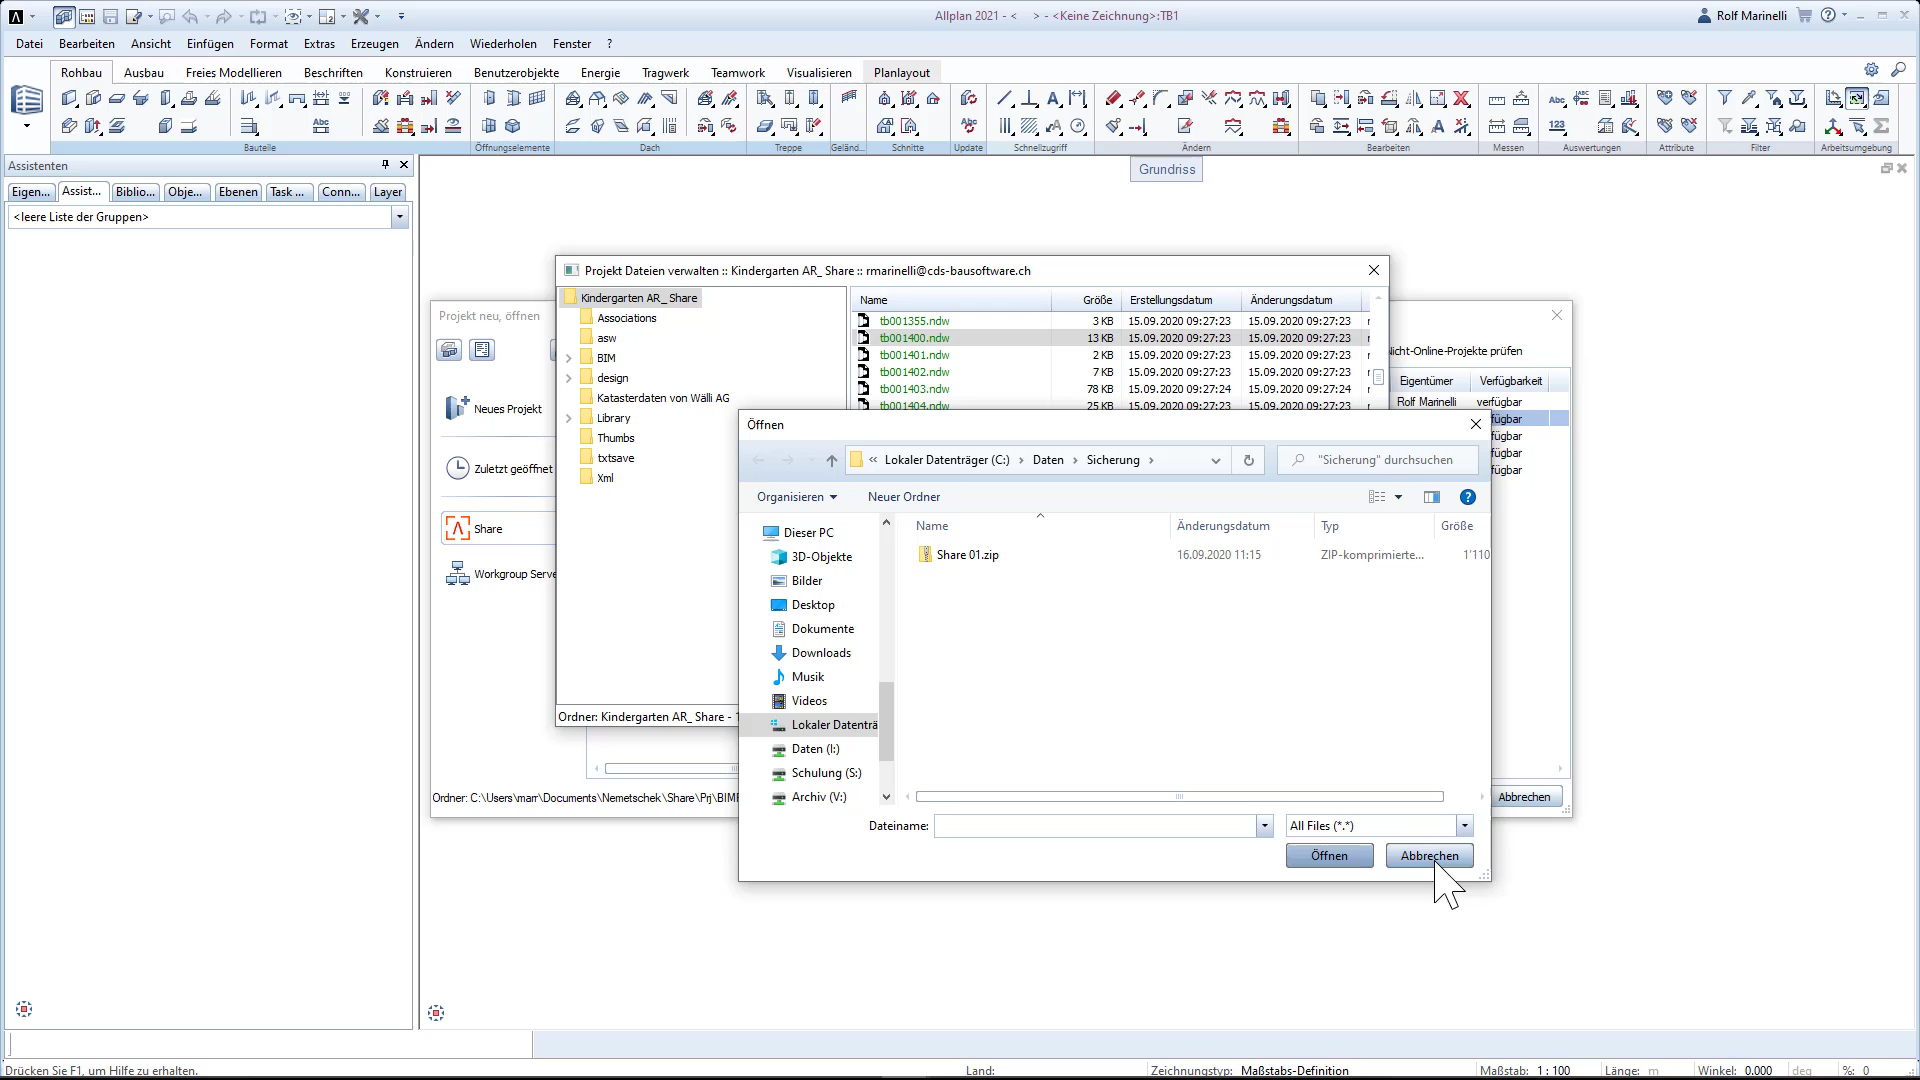 Allplan 2021 - < > - <Keine Zeichnung>:TB1
Rolf Marinelli
Datei Bearbeiten Ansicht Einfügen Format Extras Erzeugen Ändern Wiederholen Fenster ?
Rohbau Ausbau Freies Modellieren Beschriften Konstruieren Benutzerobjekte Energie Tragwerk Teamwork Visualisieren Planlayout
Bauteile Öffnungselemente Dach Treppe Geländ... Schnitte Update Schnellzugriff Ändern Bearbeiten Messen Auswertungen Attribute Filter Arbeitsumgebung
Assistenten
Grundriss
Eigen... Assist... Biblio... Obje... Ebenen Task ... Conn... Layer
<leere Liste der Gruppen>
Projekt Dateien verwalten :: Kindergarten AR_ Share :: rmarinelli@cds-bausoftware.ch
Kindergarten AR_ Share
Associations
asw
BIM
design
Katasterdaten von Wälli AG
Library
Thumbs
txtsave
Xml
Name Größe Erstellungsdatum Änderungsdatum
tb001355.ndw 3 KB 15.09.2020 09:27:23 15.09.2020 09:27:23
tb001400.ndw 13 KB 15.09.2020 09:27:23 15.09.2020 09:27:23
tb001401.ndw 2 KB 15.09.2020 09:27:23 15.09.2020 09:27:23
tb001402.ndw 7 KB 15.09.2020 09:27:23 15.09.2020 09:27:23
tb001403.ndw 78 KB 15.09.2020 09:27:24 15.09.2020 09:27:24
tb001404.ndw 25 KB 15.09.2020 09:27:23 15.09.2020 09:27:23
Ordner: Kindergarten AR_ Share - 1
Projekt neu, öffnen
Neues Projekt
Zuletzt geöffnet
Share
Workgroup Serve
Nicht-Online-Projekte prüfen
Eigentümer Verfügbarkeit
Rolf Marinelli verfügbar
fügbar
fügbar
fügbar
fügbar
Ordner: C:\Users\marr\Documents\Nemetschek\Share\Prj\BIMP
Abbrechen
Öffnen
« Lokaler Datenträger (C:) › Daten › Sicherung ›
"Sicherung" durchsuchen
Organisieren Neuer Ordner
Dieser PC
3D-Objekte
Bilder
Desktop
Dokumente
Downloads
Musik
Videos
Lokaler Datenträ
Daten (I:)
Schulung (S:)
Archiv (V:)
Name Änderungsdatum Typ Größe
Share 01.zip 16.09.2020 11:15 ZIP-komprimierte... 1'110
Dateiname:
All Files (*.*)
Öffnen Abbrechen
Drücken Sie F1, um Hilfe zu erhalten.
Land: Zeichnungstyp: Maßstabs-Definition Maßstab: 1 : 100 Länge: m Winkel: 0.000 deg %: 0